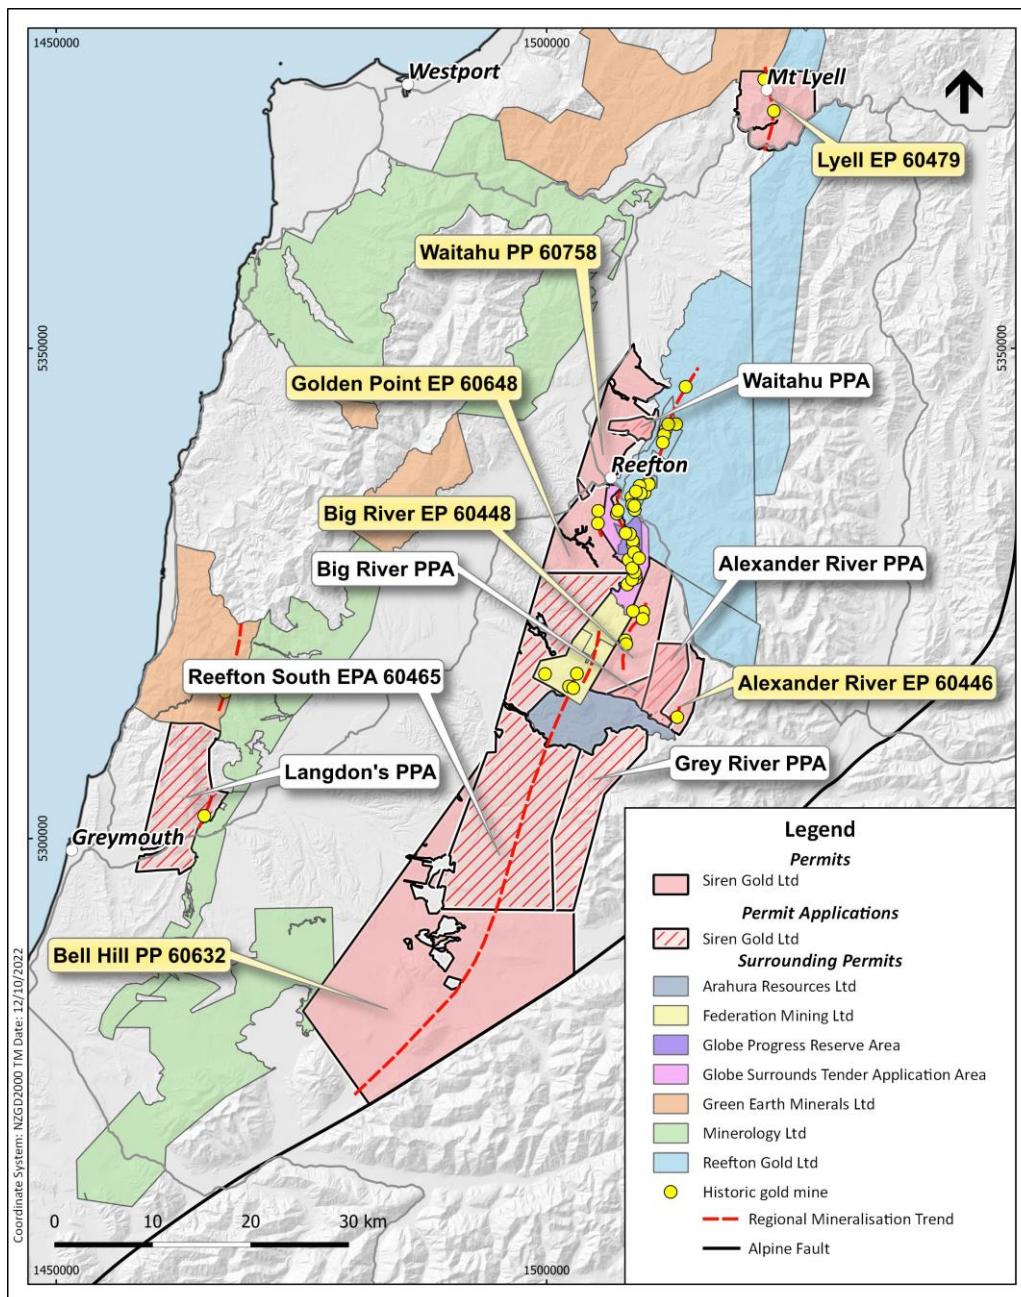 1450000
1500000
Westport
Mt Lyell
Lyell EP 60479
Waitahu PP 60758
5350000
5350000
Golden Point EP 60648
Waitahu PPA
Reefton
Big River EP 60448
Big River PPA
Alexander River PPA
Reefton South EPA 60465
Alexander River EP 60446
Langdon's PPA
Grey River PPA
Greymouth
5300000
Bell Hill PP 60632
Legend
Permits
Siren Gold Ltd
Permit Applications
Siren Gold Ltd
Surrounding Permits
Arahura Resources Ltd
Federation Mining Ltd
Globe Progress Reserve Area
Globe Surrounds Tender Application Area
Green Earth Minerals Ltd
Minerology Ltd
Reefton Gold Ltd
Historic gold mine
Regional Mineralisation Trend
Alpine Fault
0 10 20 30 km
1450000
1500000
Coordinate System: NZGD2000 TM Date: 12/10/2022